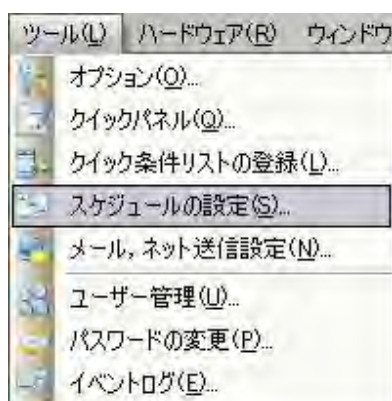 ツール(L) ハードウェア(R) ウィンドウ
オプション(O)...
クイックパネル(Q)...
クイック条件リストの登録(L)...
スケジュールの設定(S)...
メール，ネット送信設定(N)...
ユーザー管理(U)...
パスワードの変更(P)...
イベントログ(E)...